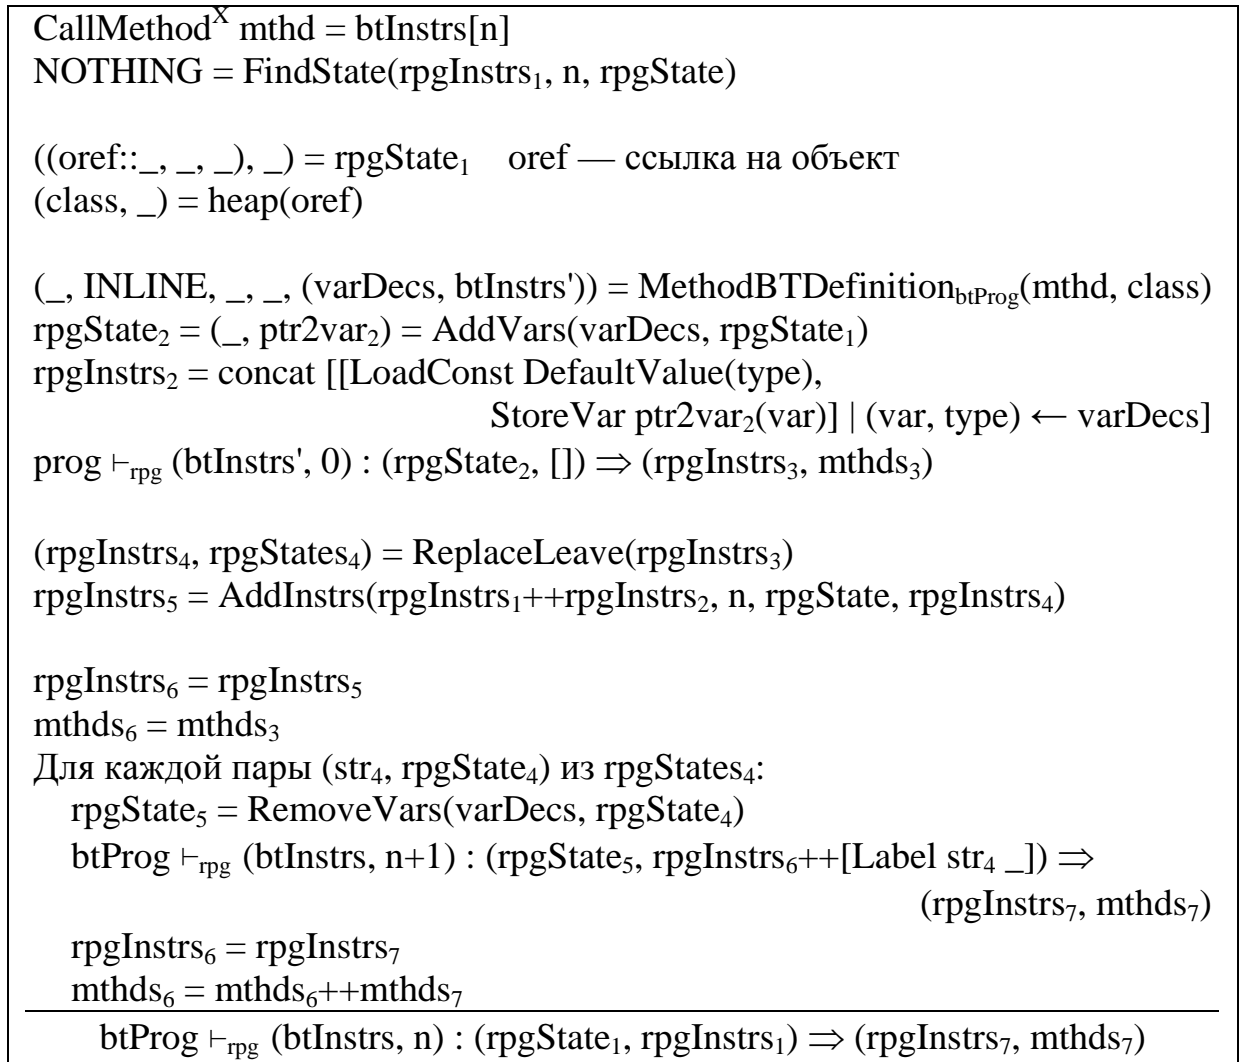 CallMethodˣ mthd = btInstrs[n]
NOTHING = FindState(rpgInstrs₁, n, rpgState)
((oref::_, _, _), _) = rpgState₁ oref — ссылка на объект
(class, _) = heap(oref)
(_, INLINE, _, _, (varDecs, btInstrs')) = MethodBTDefinition_btProg(mthd, class)
rpgState₂ = (_, ptr2var₂) = AddVars(varDecs, rpgState₁)
rpgInstrs₂ = concat [[LoadConst DefaultValue(type),
StoreVar ptr2var₂(var)] | (var, type) ← varDecs]
prog ⊢rpg (btInstrs', 0) : (rpgState₂, []) ⇒ (rpgInstrs₃, mthds₃)
(rpgInstrs₄, rpgStates₄) = ReplaceLeave(rpgInstrs₃)
rpgInstrs₅ = AddInstrs(rpgInstrs₁++rpgInstrs₂, n, rpgState, rpgInstrs₄)
rpgInstrs₆ = rpgInstrs₅
mthds₆ = mthds₃
Для каждой пары (str₄, rpgState₄) из rpgStates₄:
rpgState₅ = RemoveVars(varDecs, rpgState₄)
btProg ⊢rpg (btInstrs, n+1) : (rpgState₅, rpgInstrs₆++[Label str₄ _]) ⇒
(rpgInstrs₇, mthds₇)
rpgInstrs₆ = rpgInstrs₇
mthds₆ = mthds₆++mthds₇
btProg ⊢rpg (btInstrs, n) : (rpgState₁, rpgInstrs₁) ⇒ (rpgInstrs₇, mthds₇)